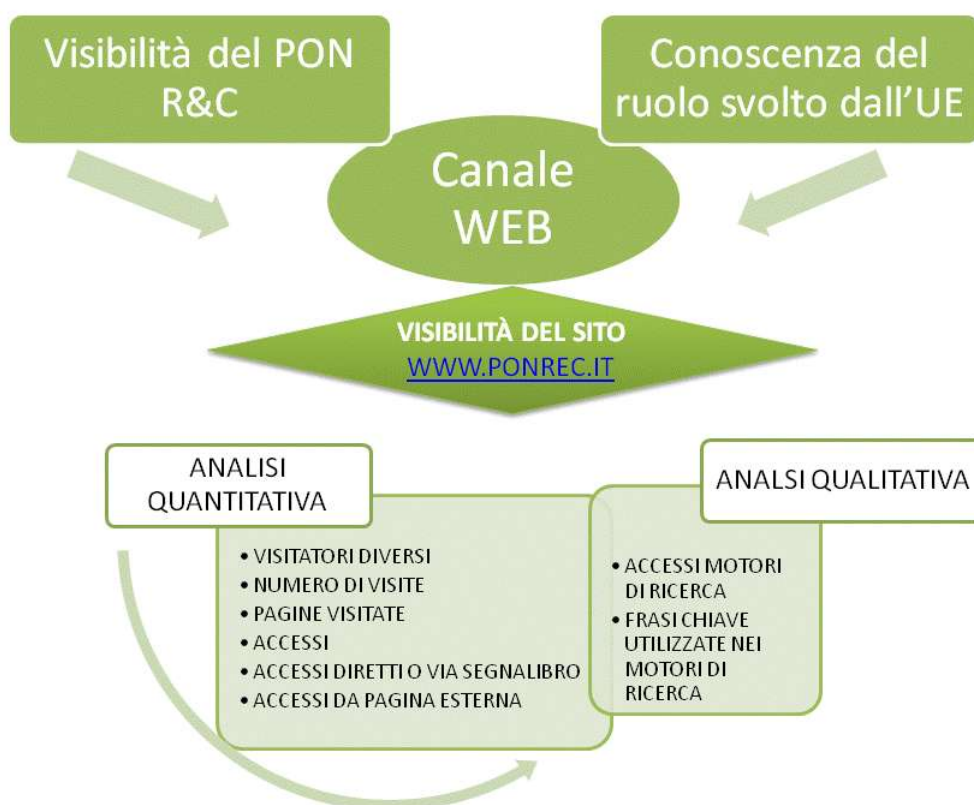 Visibilità del PON
R&C
Conoscenza del
ruolo svolto dall'UE
Canale
WEB
VISIBILITÀ DEL SITO
WWW.PONREC.IT
ANALISI
QUANTITATIVA
• VISITATORI DIVERSI
• NUMERO DI VISITE
• PAGINE VISITATE
• ACCESSI
• ACCESSI DIRETTI O VIA SEGNALIBRO
• ACCESSI DA PAGINA ESTERNA
ANALSI QUALITATIVA
• ACCESSI MOTORI
DI RICERCA
• FRASI CHIAVE
UTILIZZATE NEI
MOTORI DI
RICERCA